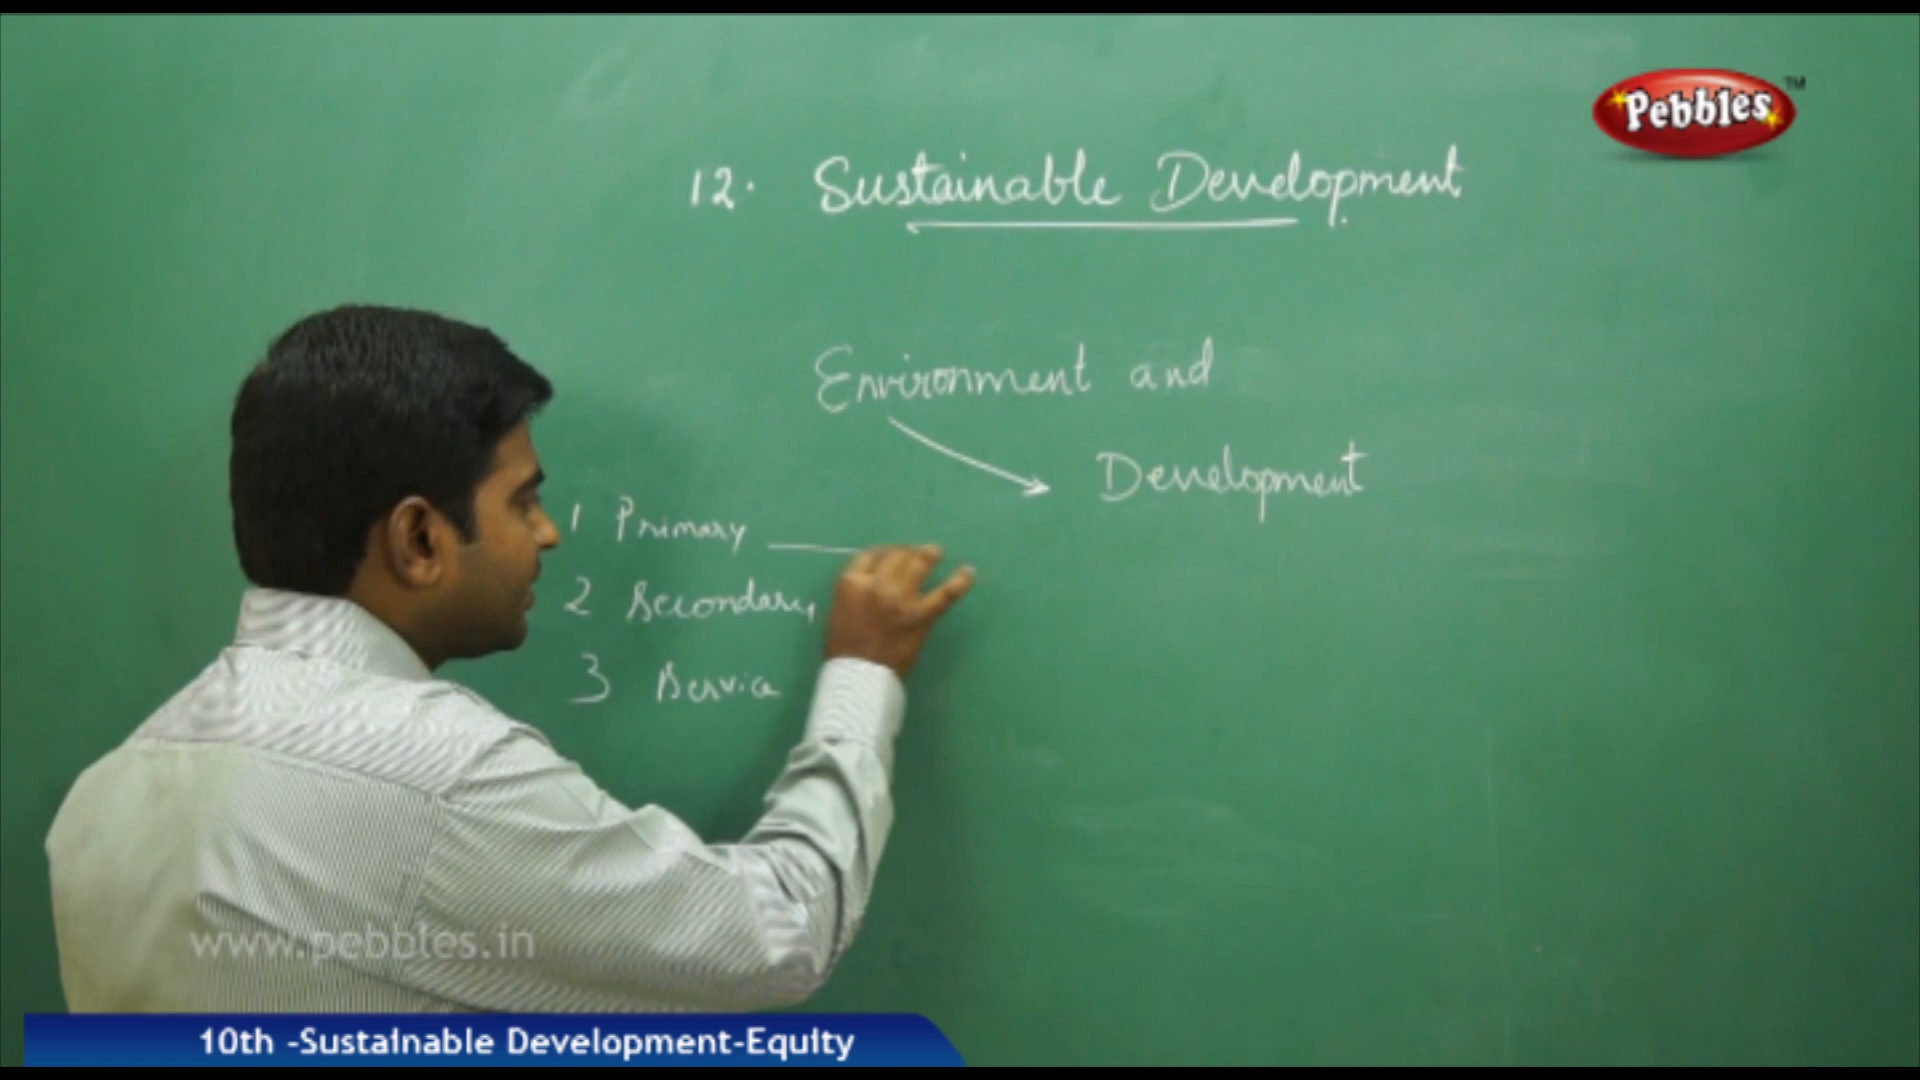 Pebbles TM
12. Sustainable Development
Environment and
Development
1 Primary
2 Secondary
3 Service
www.pebbles.in
10th -Sustainable Development-Equity